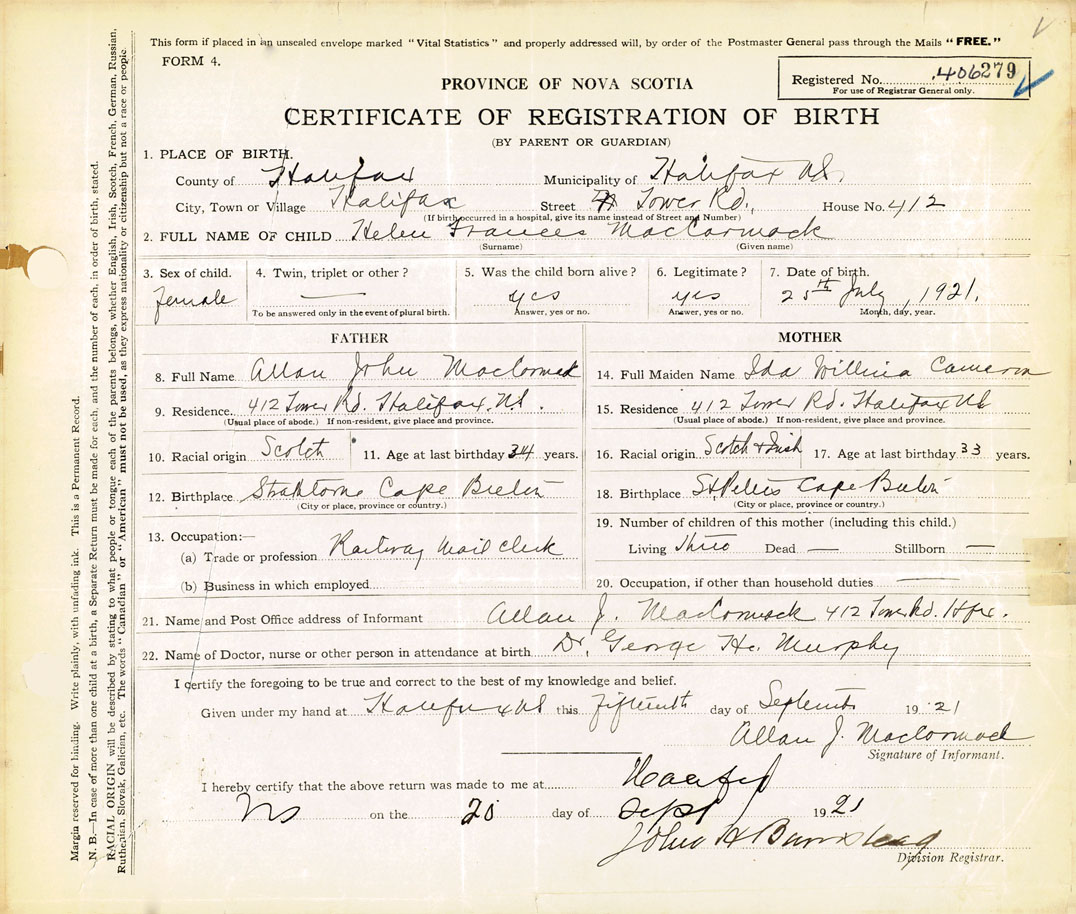 This form if placed in an unsealed envelope marked "Vital Statistics" and properly addressed will, by order of the Postmaster General pass through the Mails "FREE."
FORM 4.
Registered No. 406279
For use of Registrar General only.
PROVINCE OF NOVA SCOTIA
CERTIFICATE OF REGISTRATION OF BIRTH
(BY PARENT OR GUARDIAN)
1. PLACE OF BIRTH.
County of Halifax Municipality of Halifax NS.
City, Town or Village Halifax Street Tower Rd., House No. 412
(If birth occurred in a hospital, give its name instead of Street and Number)
2. FULL NAME OF CHILD Helen Frances MacCormack
(Surname) (Given name)
3. Sex of child. 4. Twin, triplet or other? 5. Was the child born alive? 6. Legitimate? 7. Date of birth.
female — yes yes 25th July, 1921.
To be answered only in the event of plural birth. Answer, yes or no. Answer, yes or no. Month, day, year.
FATHER
8. Full Name Allan John MacCormack
9. Residence 412 Tower Rd. Halifax. N.S.
(Usual place of abode.) If non-resident, give place and province.
10. Racial origin Scotch 11. Age at last birthday 34 years.
12. Birthplace Strathlorne Cape Breton
(City or place, province or country.)
13. Occupation:—
(a) Trade or profession Railway Mail Clerk
(b) Business in which employed
MOTHER
14. Full Maiden Name Ida Willina Cameron
15. Residence 412 Tower Rd. Halifax NS
(Usual place of abode.) If non-resident, give place and province.
16. Racial origin Scotch & Irish 17. Age at last birthday 33 years.
18. Birthplace St Peters Cape Breton
(City or place, province or country.)
19. Number of children of this mother (including this child.)
Living three Dead — Stillborn —
20. Occupation, if other than household duties —
21. Name and Post Office address of Informant Allan J. MacCormack 412 Tower Rd. Hfx.
22. Name of Doctor, nurse or other person in attendance at birth Dr. George H. Murphy
I certify the foregoing to be true and correct to the best of my knowledge and belief.
Given under my hand at Halifax NS this fifteenth day of September 1921
Allan J. MacCormack
Signature of Informant.
I hereby certify that the above return was made to me at Halifax
NS on the 20 day of Sept 1921
John A Burnstead
Division Registrar.
Margin reserved for binding. Write plainly, with unfading ink. This is a Permanent Record.
N. B.—In case of more than one child at a birth, a Separate Return must be made for each, and the number of each, in order of birth, stated.
RACIAL ORIGIN will be described by stating to what people or tongue each of the parents belongs, whether English, Irish, Scotch, French, German, Russian,
Ruthenian, Slovak, Galician, etc. The words "Canadian" or "American" must not be used, as they express nationality or citizenship but not a race or people.